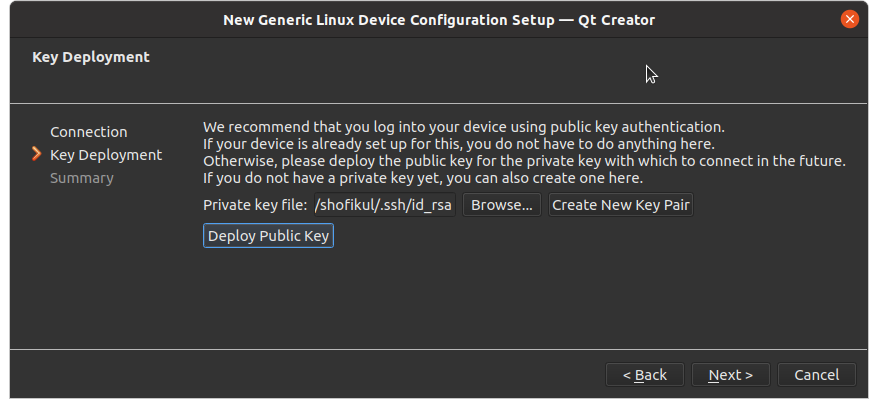 New Generic Linux Device Configuration Setup — Qt Creator
Key Deployment
Connection
Key Deployment
Summary
We recommend that you log into your device using public key authentication.
If your device is already set up for this, you do not have to do anything here.
Otherwise, please deploy the public key for the private key with which to connect in the future.
If you do not have a private key yet, you can also create one here.
Private key file: /shofikul/.ssh/id_rsa Browse... Create New Key Pair
Deploy Public Key
< Back Next > Cancel